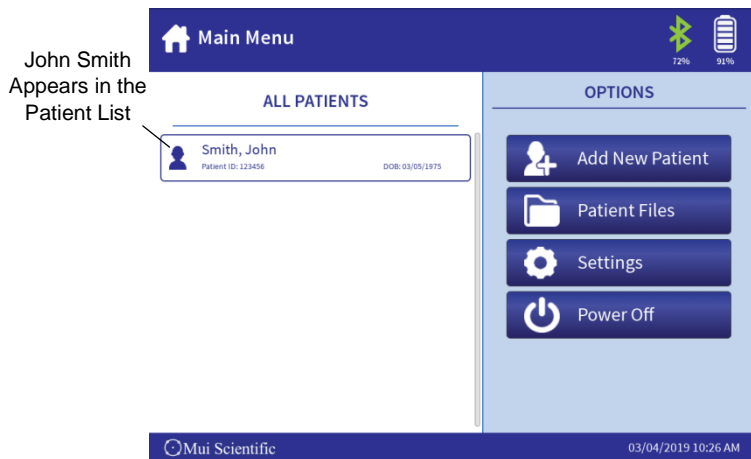 John Smith
Appears in the
Patient List
Main Menu
72%
91%
ALL PATIENTS
Smith, John
Patient ID: 123456
DOB: 03/05/1975
OPTIONS
Add New Patient
Patient Files
Settings
Power Off
Mui Scientific
03/04/2019 10:26 AM